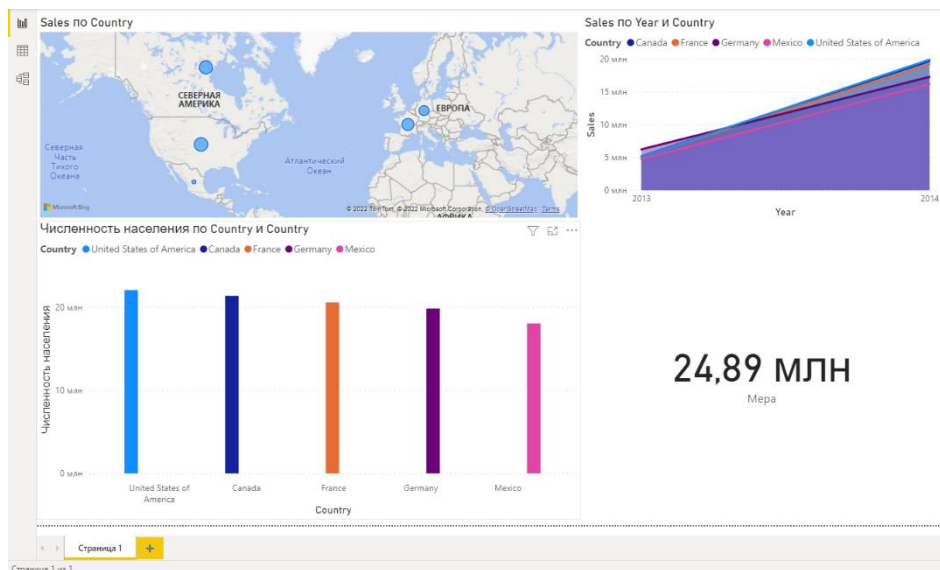 Sales по Country
СЕВЕРНАЯ
АМЕРИКА
ЕВРОПА
Северная
Часть
Тихого
Океана
Атлантический
Океан
АФРИКА
Microsoft Bing
© 2022 TomTom, © 2022 Microsoft Corporation, © OpenStreetMap Terms
Sales по Year и Country
Country Canada France Germany Mexico United States of America
20 млн
15 млн
10 млн
5 млн
0 млн
Sales
2013
2014
Year
Численность населения по Country и Country
Country United States of America Canada France Germany Mexico
Численность населения
20 млн
10 млн
0 млн
United States of
America
Canada
France
Germany
Mexico
Country
24,89 млн
Мера
Страница 1
+
Страница 1 из 1